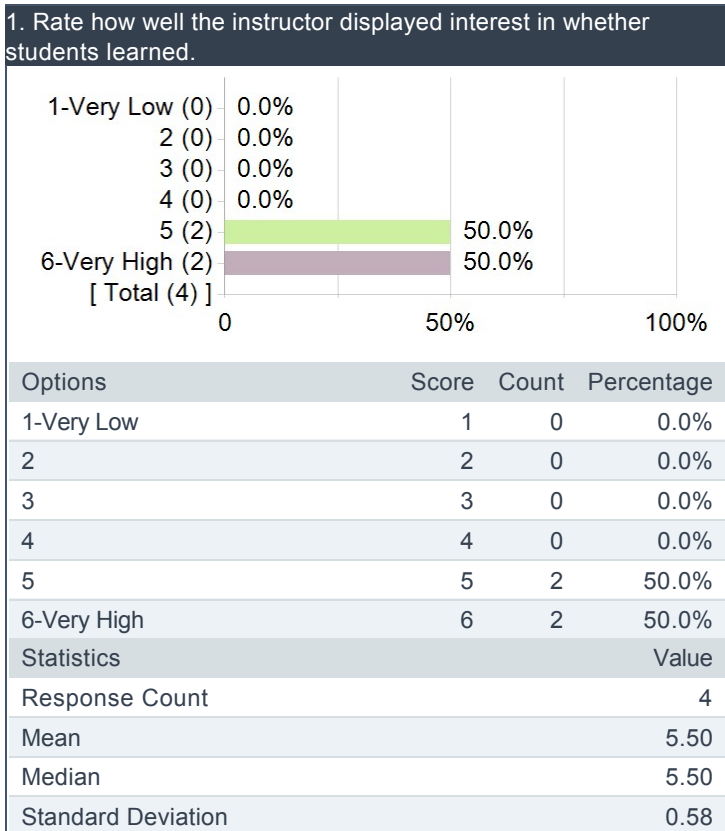 1. Rate how well the instructor displayed interest in whether
students learned.
1-Very Low (0) 0.0%
2 (0) 0.0%
3 (0) 0.0%
4 (0) 0.0%
5 (2) 50.0%
6-Very High (2) 50.0%
[ Total (4) ]
0 50% 100%
Options Score Count Percentage
1-Very Low 1 0 0.0%
2 2 0 0.0%
3 3 0 0.0%
4 4 0 0.0%
5 5 2 50.0%
6-Very High 6 2 50.0%
Statistics Value
Response Count 4
Mean 5.50
Median 5.50
Standard Deviation 0.58